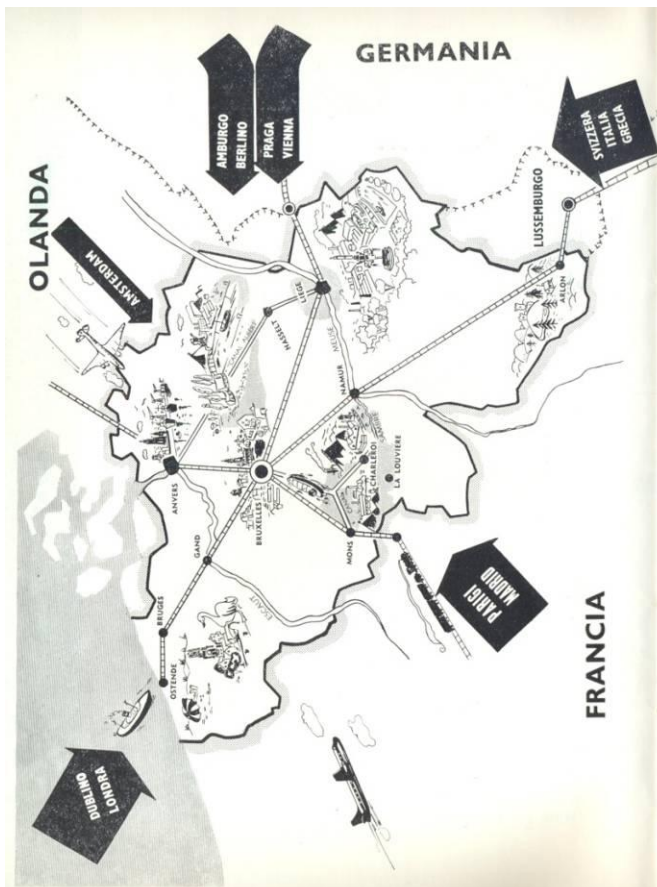 GERMANIA
OLANDA
FRANCIA
AMBURGO
BERLINO
PRAGA
VIENNA
SVIZZERA
ITALIA
GRECIA
AMSTERDAM
DUBLINO
LONDRA
PARIGI
MADRID
LUSSEMBURGO
ARLON
LIEGE
HASSELT
MEUSE
NAMUR
ANVERS
BRUXELLES
CHARLEROI
LA LOUVIERE
MONS
GAND
ESCAUT
BRUGES
OSTENDE